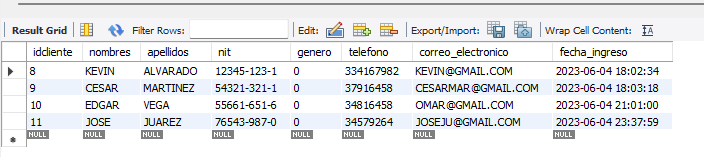 Result Grid Filter Rows: Edit: Export/Import: Wrap Cell Content: IA
idcliente nombres apellidos nit genero telefono correo_electronico fecha_ingreso
8 KEVIN ALVARADO 12345-123-1 0 334167982 KEVIN@GMAIL.COM 2023-06-04 18:02:34
9 CESAR MARTINEZ 54321-321-1 0 37916458 CESARMAR@GMAIL.COM 2023-06-04 18:03:18
10 EDGAR VEGA 55661-651-6 0 34816458 OMAR@GMAIL.COM 2023-06-04 21:01:00
11 JOSE JUAREZ 76543-987-0 0 34579264 JOSEJU@GMAIL.COM 2023-06-04 23:37:59
NULL NULL NULL NULL NULL NULL NULL NULL